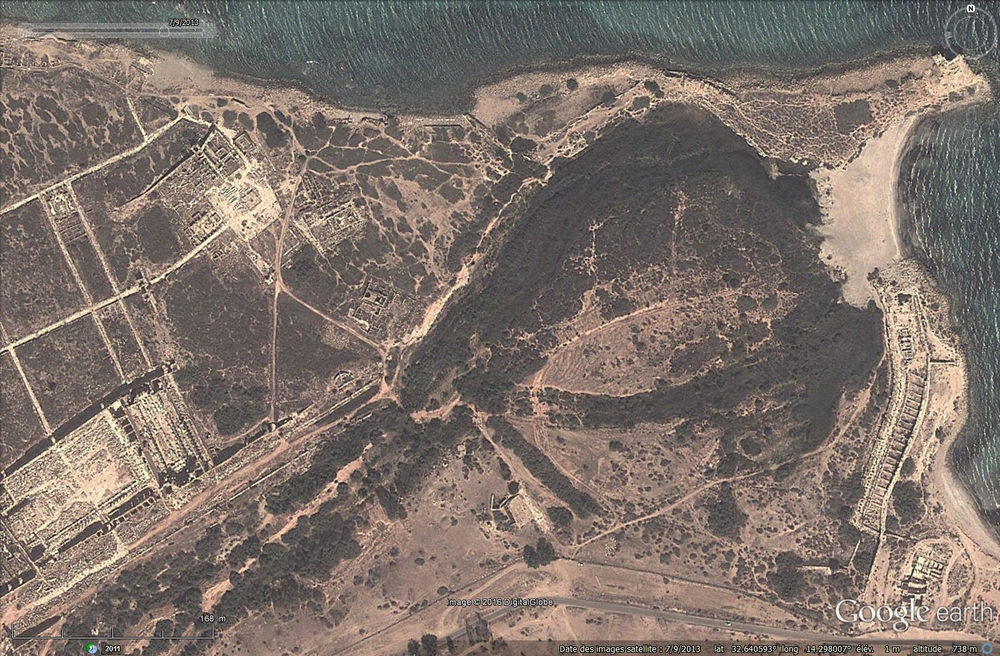 7/9/2013
N
168 m
Image © 2016 DigitalGlobe
Google earth
2011
Date des images satellite : 7/9/2013 lat 32.640593° long 14.298007° élév. 1 m altitude 738 m